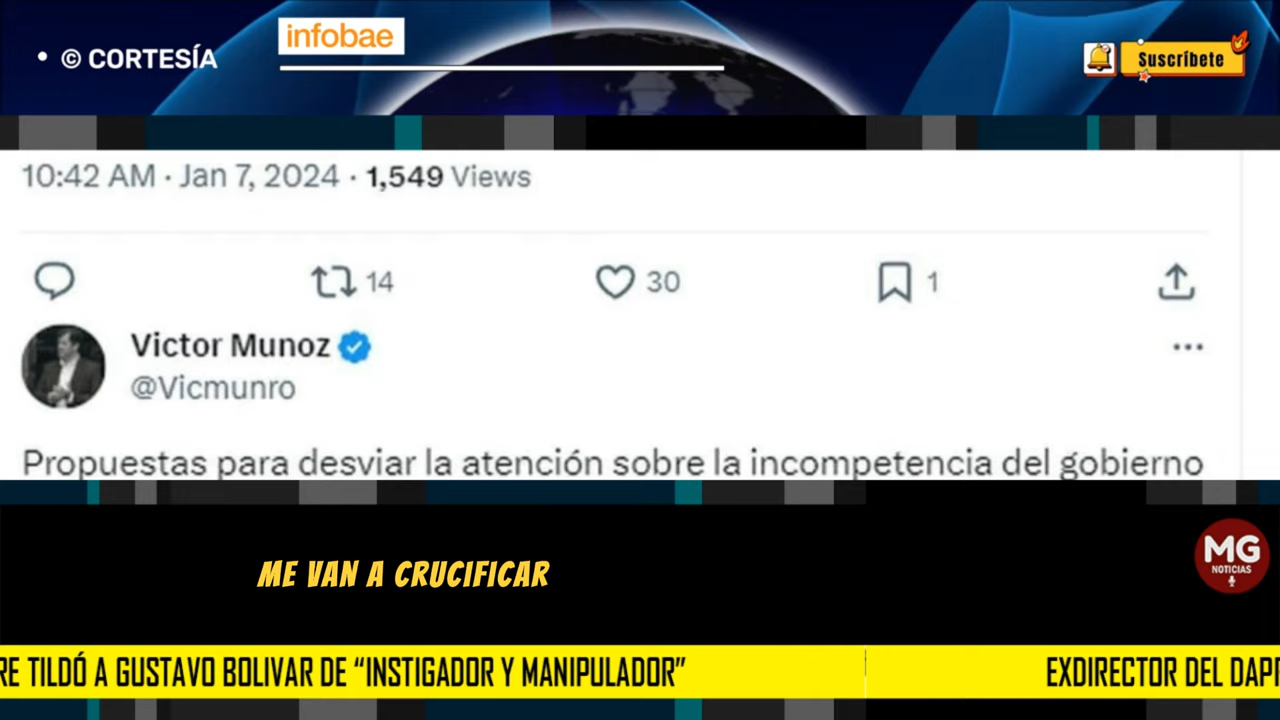 © CORTESÍA
infobae
Suscríbete
10:42 AM · Jan 7, 2024 · 1,549 Views
14
30
1
Victor Munoz
@Vicmunro
Propuestas para desviar la atención sobre la incompetencia del gobierno
ME VAN A CRUCIFICAR
MG
NOTICIAS
RE TILDÓ A GUSTAVO BOLIVAR DE “INSTIGADOR Y MANIPULADOR”
EXDIRECTOR DEL DAPR